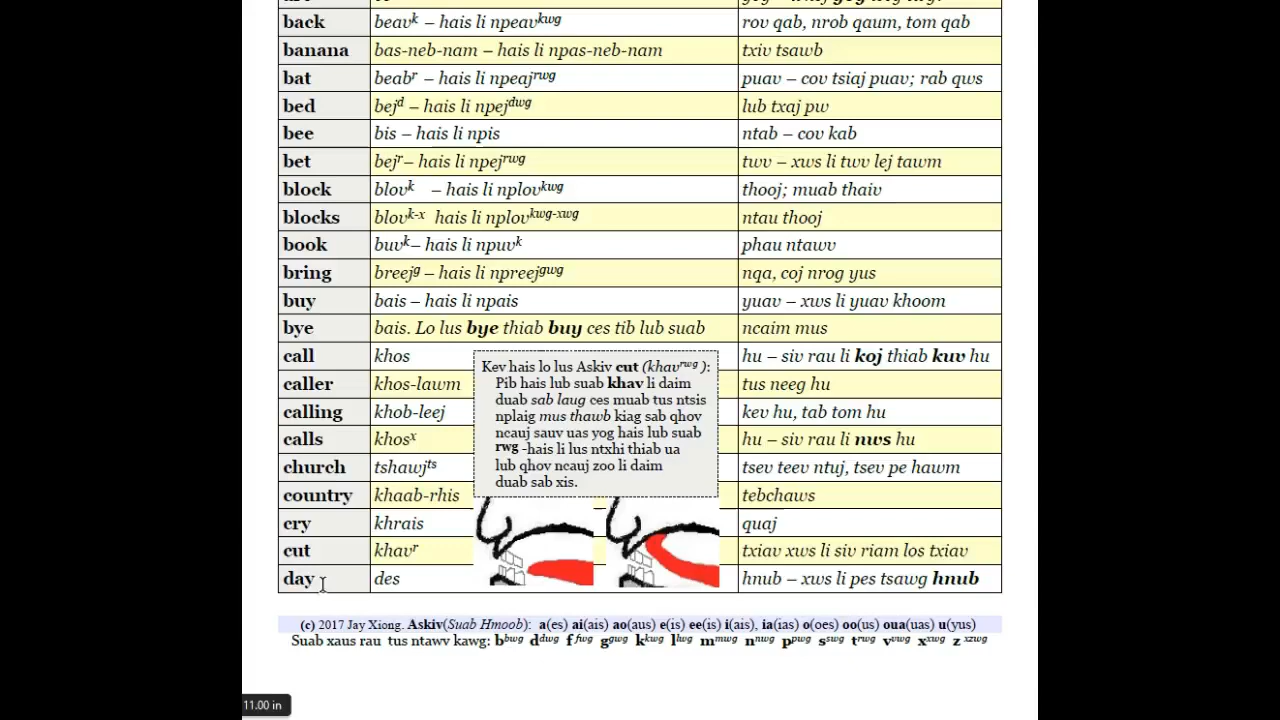 back beavᵏ – hais li npeavᵏʷᵍ rov qab, nrob qaum, tom qab
banana bas-neb-nam – hais li npas-neb-nam txiv tsawb
bat beabʳ – hais li npeajʳʷᵍ puav – cov tsiaj puav; rab qws
bed bejᵈ – hais li npejᵈʷᵍ lub txaj pw
bee bis – hais li npis ntab – cov kab
bet bejʳ– hais li npejʳʷᵍ twv – xws li twv lej tawm
block blovᵏ – hais li nplovᵏʷᵍ thooj; muab thaiv
blocks blovᵏ⁻ˣ hais li nplovᵏʷᵍ⁻ˣʷᵍ ntau thooj
book buvᵏ– hais li npuvᵏ phau ntawv
bring breejᵍ – hais li npreejᵍʷᵍ nqa, coj nrog yus
buy bais – hais li npais yuav – xws li yuav khoom
bye bais. Lo lus bye thiab buy ces tib lub suab ncaim mus
call khos hu – siv rau li koj thiab kuv hu
caller khos-lawm tus neeg hu
calling khob-leej kev hu, tab tom hu
calls khosˣ hu – siv rau li nws hu
church tshawjᵗˢ tsev teev ntuj, tsev pe hawm
country khaab-rhis tebchaws
cry khrais quaj
cut khavʳ txiav xws li siv riam los txiav
day des hnub – xws li pes tsawg hnub
Kev hais lo lus Askiv cut (khavʳʷᵍ ):
Pib hais lub suab khav li daim
duab sab laug ces muab tus ntsis
nplaig mus thawb kiag sab qhov
ncauj sauv uas yog hais lub suab
rwg -hais li lus ntxhi thiab ua
lub qhov ncauj zoo li daim
duab sab xis.
(c) 2017 Jay Xiong. Askiv(Suab Hmoob): a(es) ai(ais) ao(aus) e(is) ee(is) i(ais), ia(ias) o(oes) oo(us) oua(uas) u(yus)
Suab xaus rau tus ntawv kawg: bᵇʷᵍ dᵈʷᵍ fᶠʷᵍ gᵍʷᵍ kᵏʷᵍ lˡʷᵍ mᵐʷᵍ nⁿʷᵍ pᵖʷᵍ sˢʷᵍ tʳʷᵍ vᵛʷᵍ xˣʷᵍ z ˣᶻʷᵍ
11.00 in